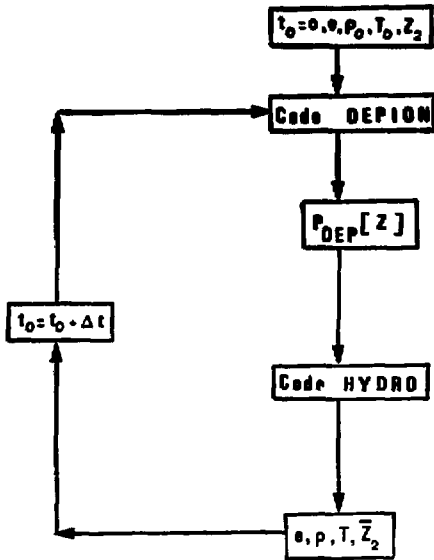 t₀=0,e,ρ₀,T₀,Z₂
Code DEPION
P_DEP[Z]
t₀=t₀+Δt
Code HYDRO
e,ρ,T,Z̅₂